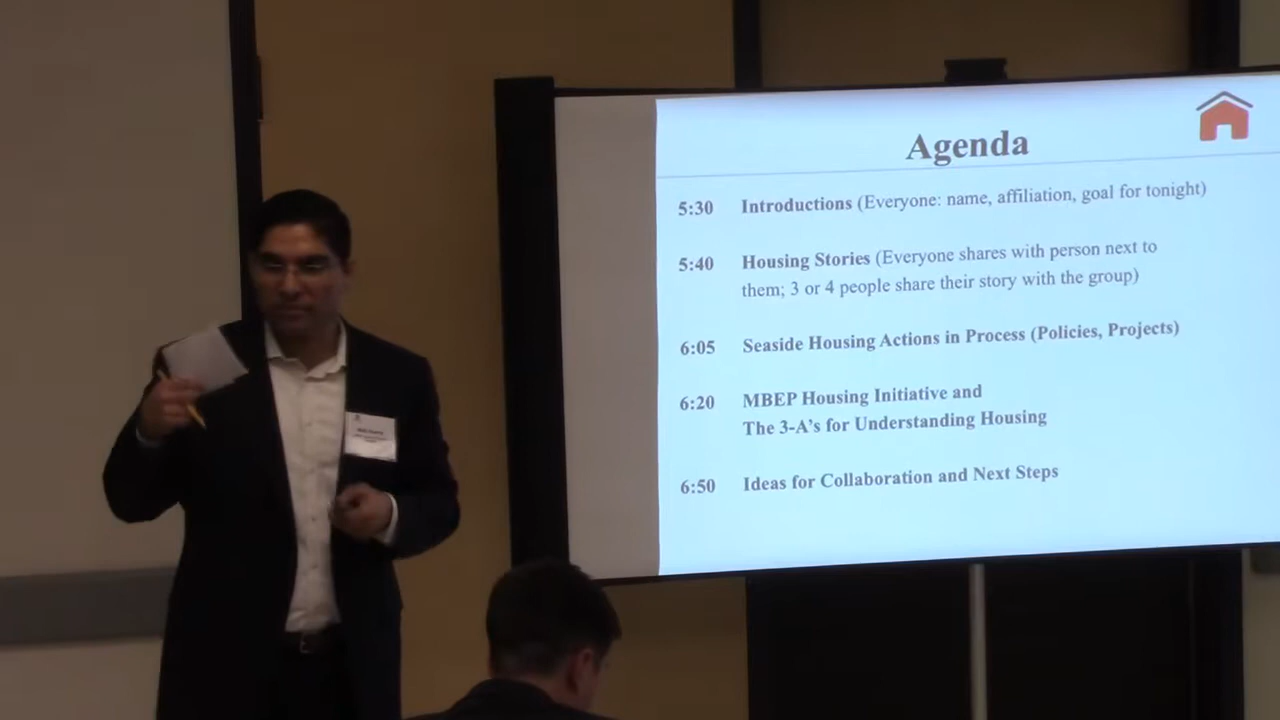 Agenda
5:30 Introductions (Everyone: name, affiliation, goal for tonight)
5:40 Housing Stories (Everyone shares with person next to
them; 3 or 4 people share their story with the group)
6:05 Seaside Housing Actions in Process (Policies, Projects)
6:20 MBEP Housing Initiative and
The 3-A's for Understanding Housing
6:50 Ideas for Collaboration and Next Steps